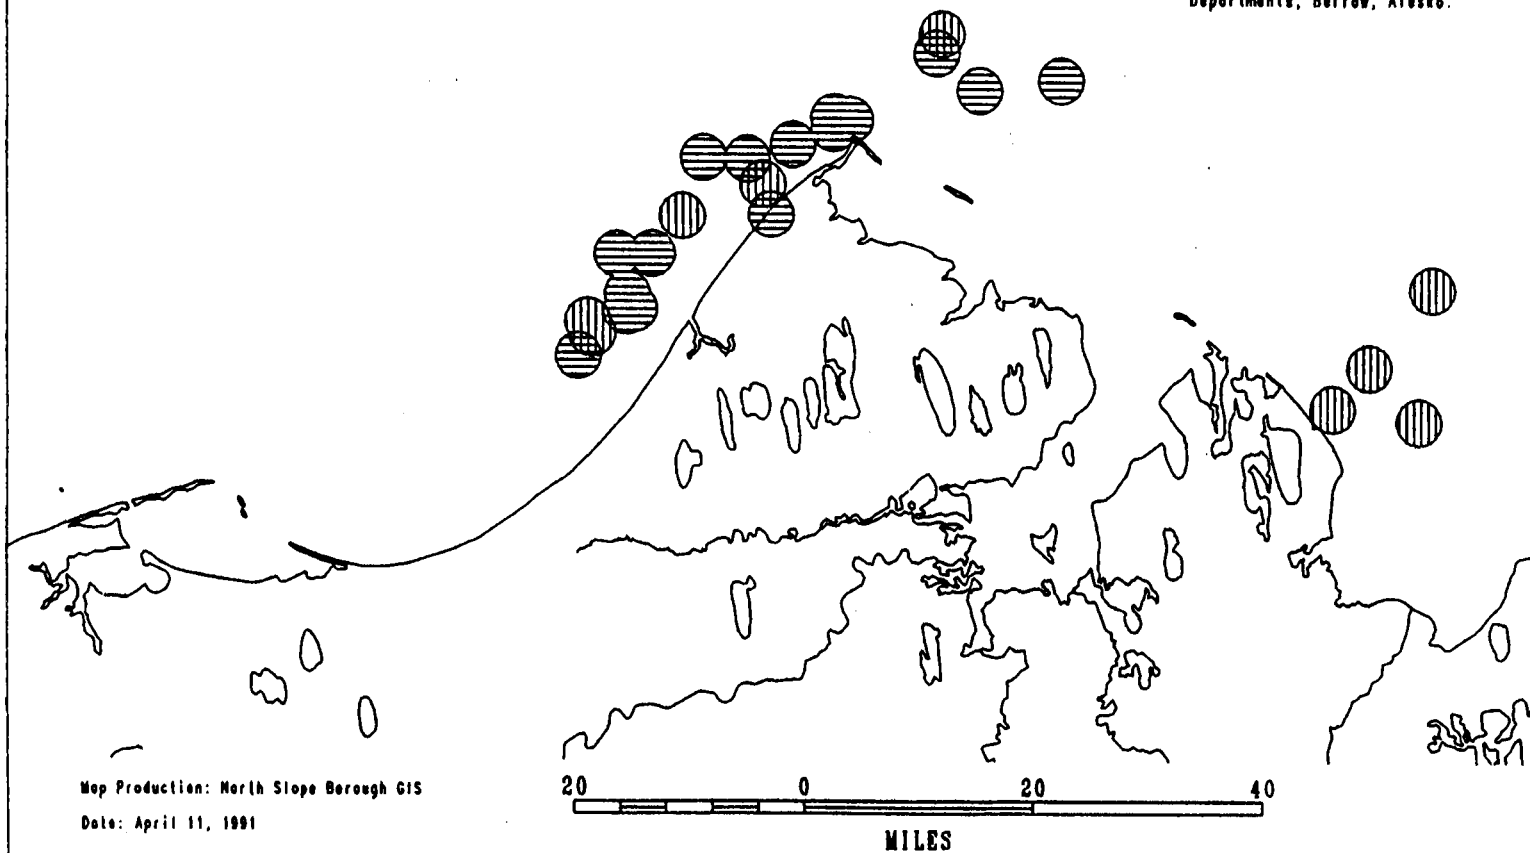 Departments, Barrow, Alaska.
Map Production: North Slope Borough GIS
Date: April 11, 1991
20 0 20 40
MILES